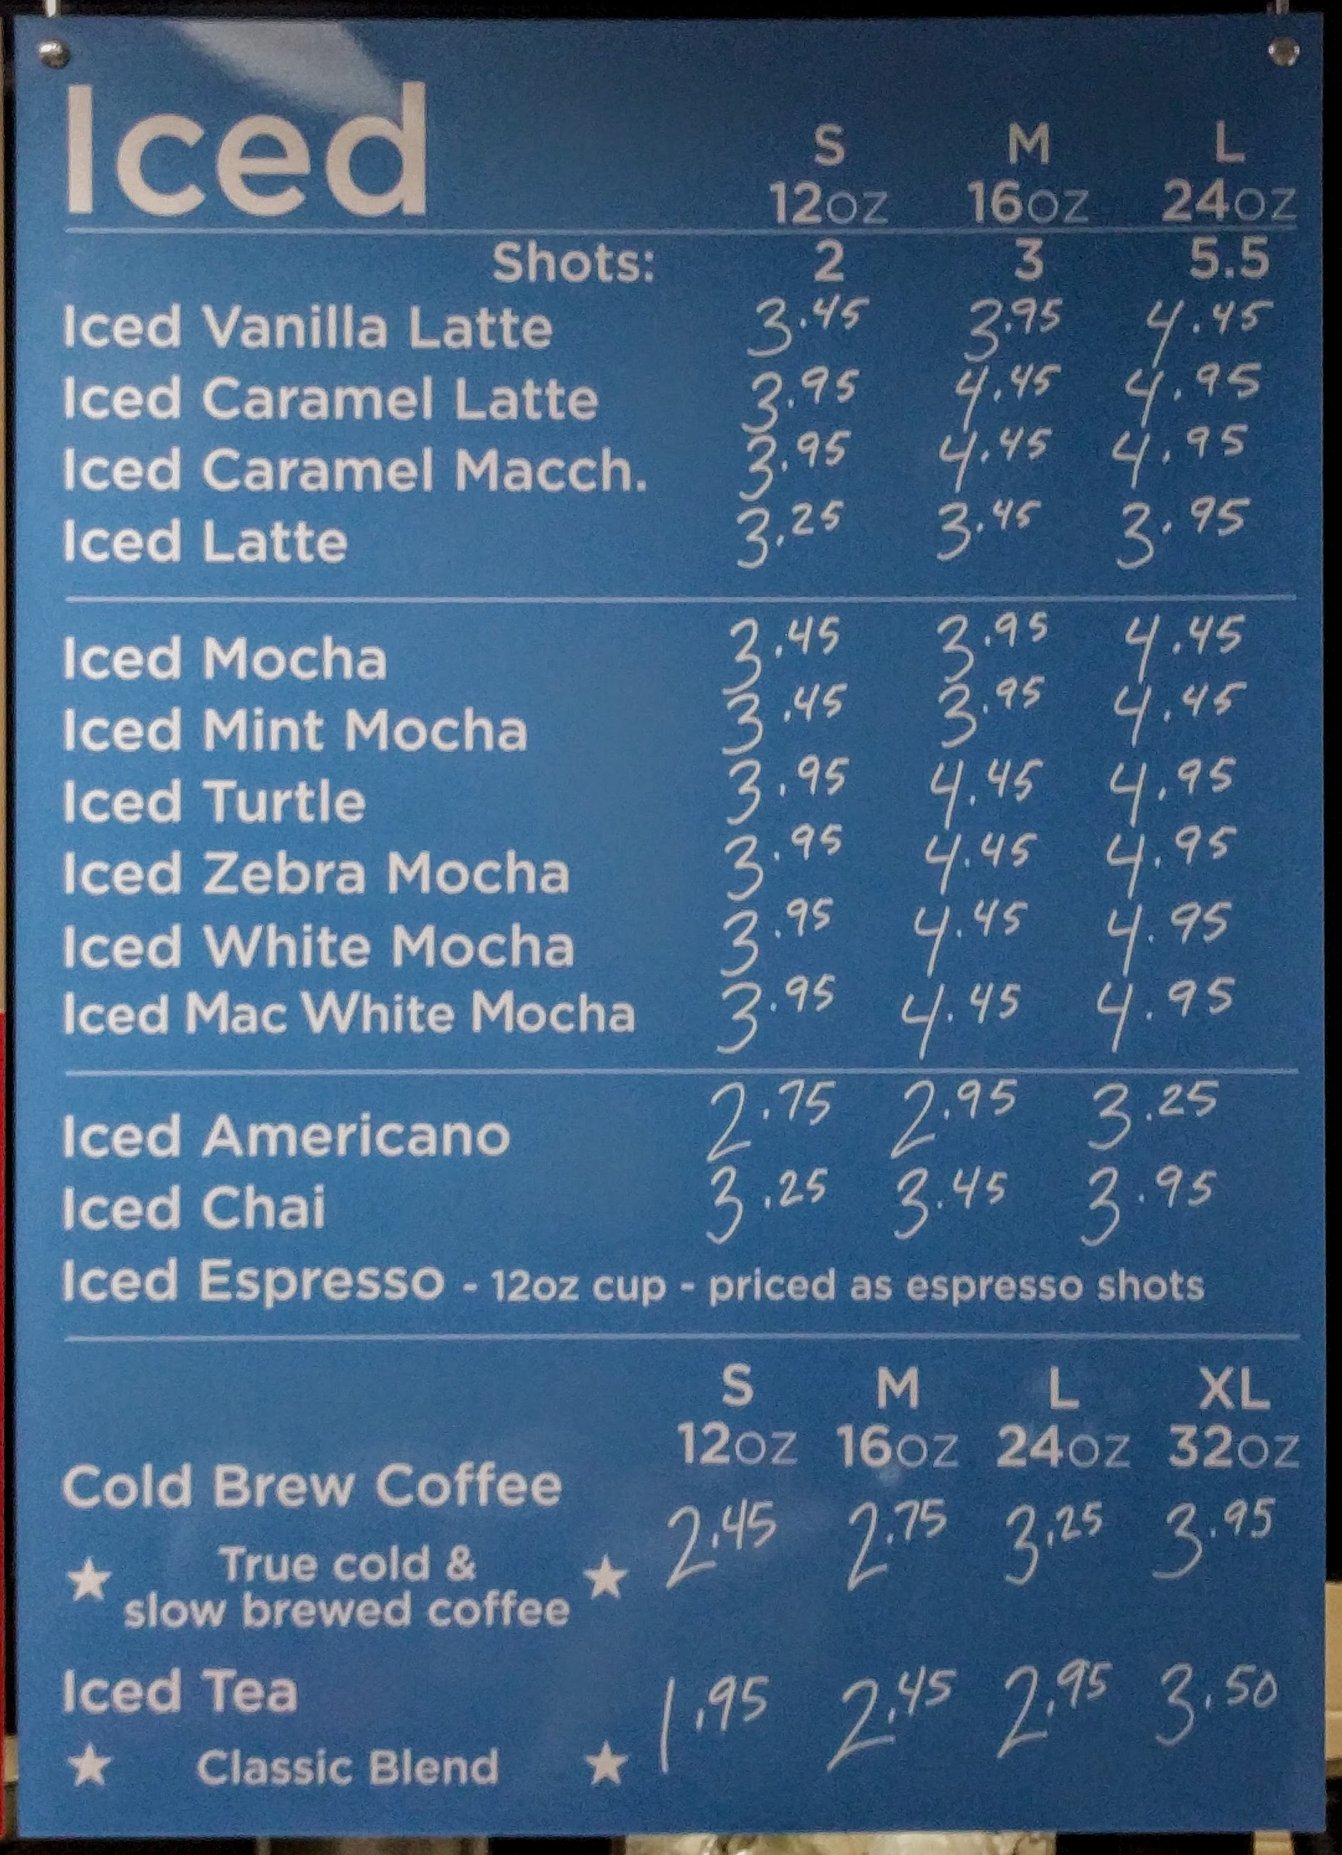 Iced
S M L
12oz 16oz 24oz
Shots: 2 3 5.5
Iced Vanilla Latte 3.45 3.95 4.45
Iced Caramel Latte 3.95 4.45 4.95
Iced Caramel Macch. 3.95 4.45 4.95
Iced Latte 3.25 3.45 3.95
Iced Mocha 3.45 3.95 4.45
Iced Mint Mocha 3.45 3.95 4.45
Iced Turtle 3.95 4.45 4.95
Iced Zebra Mocha 3.95 4.45 4.95
Iced White Mocha 3.95 4.45 4.95
Iced Mac White Mocha 3.95 4.45 4.95
Iced Americano 2.75 2.95 3.25
Iced Chai 3.25 3.45 3.95
Iced Espresso - 12oz cup - priced as espresso shots
S M L XL
12oz 16oz 24oz 32oz
Cold Brew Coffee 2.45 2.75 3.25 3.95
★ True cold & ★
slow brewed coffee
Iced Tea 1.95 2.45 2.95 3.50
★ Classic Blend ★